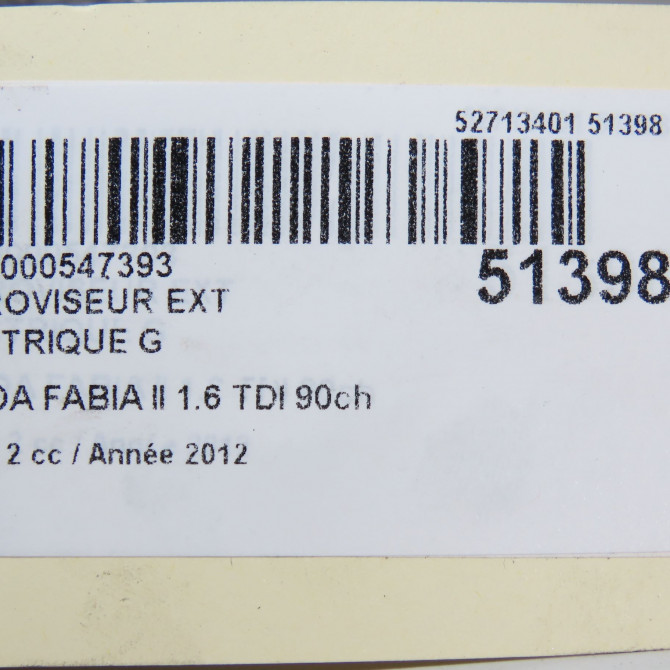 52713401 51398
000547393
51398
ROVISEUR EXT
TRIQUE G
DA FABIA II 1.6 TDI 90ch
2 cc / Année 2012